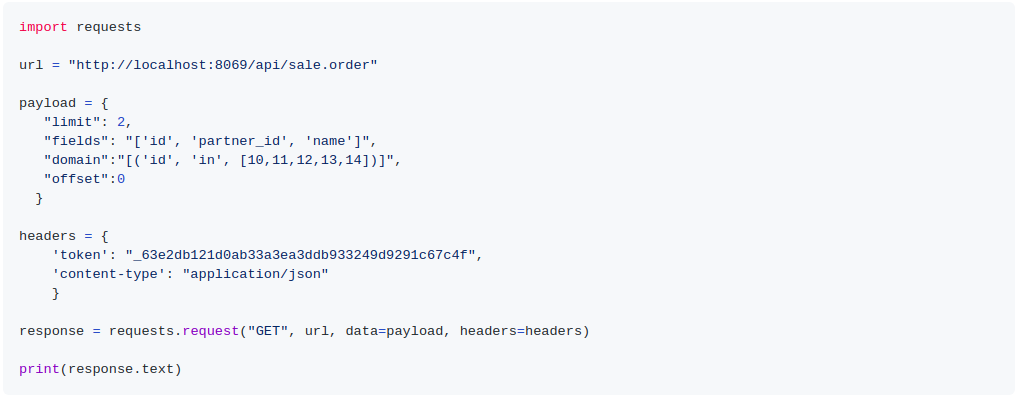 import requests
url = "http://localhost:8069/api/sale.order"
payload = {
"limit": 2,
"fields": "['id', 'partner_id', 'name']",
"domain":"[('id', 'in', [10,11,12,13,14])]",
"offset":0
}
headers = {
'token': "_63e2db121d0ab33a3ea3ddb933249d9291c67c4f",
'content-type': "application/json"
}
response = requests.request("GET", url, data=payload, headers=headers)
print(response.text)